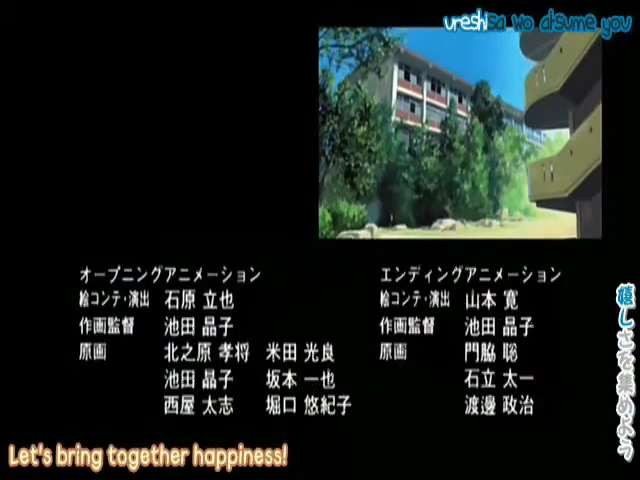 ureshisa wo atsume you
オープニングアニメーション
絵コンテ・演出 石原 立也
作画監督 池田 晶子
原画 北之原 孝将 米田 光良
池田 晶子 坂本 一也
西屋 太志 堀口 悠紀子
エンディングアニメーション
絵コンテ・演出 山本 寛
作画監督 池田 晶子
原画 門脇 聡
石立 太一
渡邊 政治
嬉しさを集めよう
Let's bring together happiness!